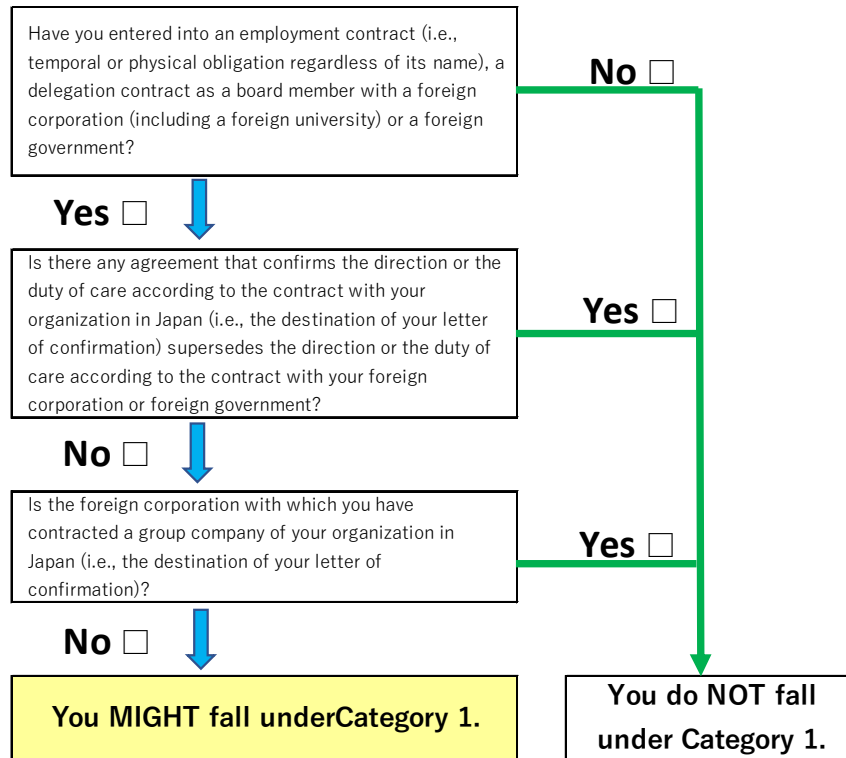 Have you entered into an employment contract (i.e.,
temporal or physical obligation regardless of its name), a
delegation contract as a board member with a foreign
corporation (including a foreign university) or a foreign
government?
No □
Yes □
Is there any agreement that confirms the direction or the
duty of care according to the contract with your
organization in Japan (i.e., the destination of your letter
of confirmation) supersedes the direction or the duty of
care according to the contract with your foreign
corporation or foreign government?
Yes □
No □
Is the foreign corporation with which you have
contracted a group company of your organization in
Japan (i.e., the destination of your letter of
confirmation)?
Yes □
No □
You MIGHT fall underCategory 1.
You do NOT fall
under Category 1.